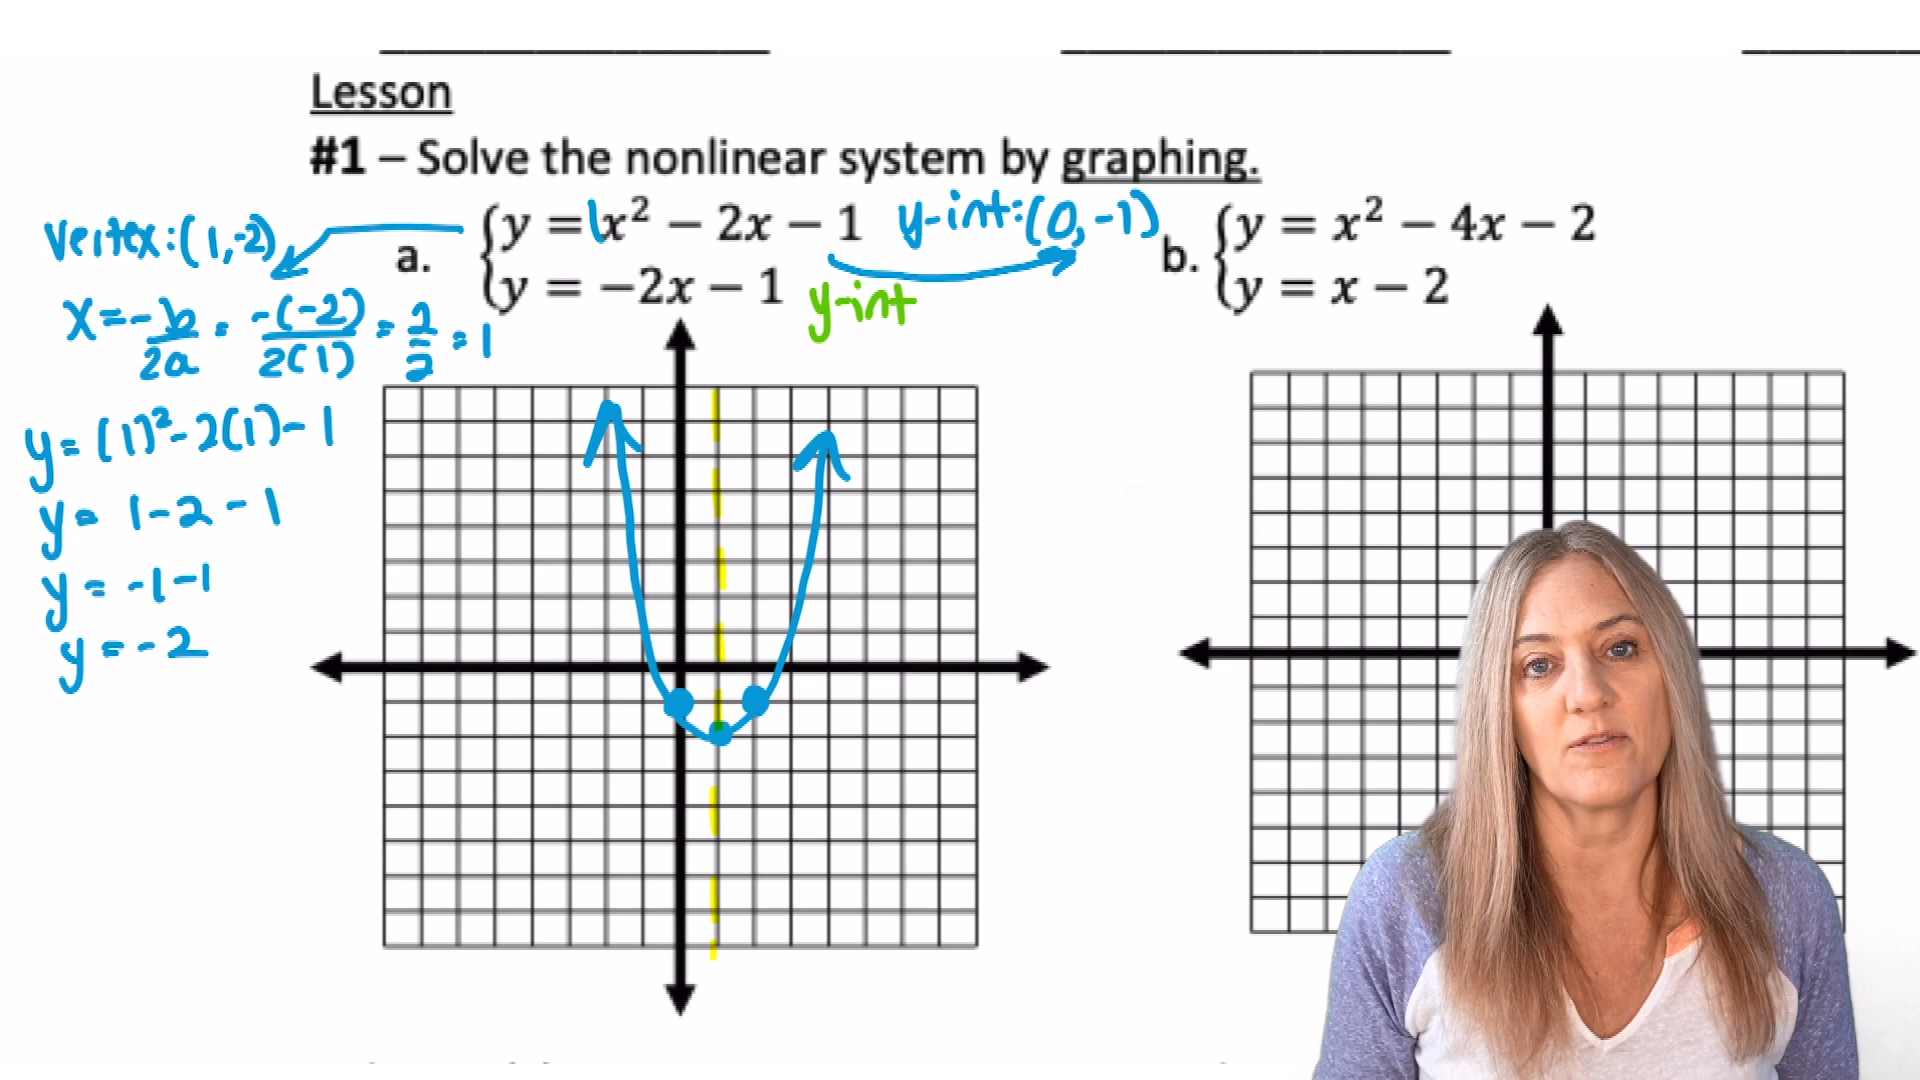 Lesson
#1 – Solve the nonlinear system by graphing.
a. {y = 1x² − 2x − 1
{y = −2x − 1
y-int:(0,-1)
y-int
b. {y = x² − 4x − 2
{y = x − 2
Vertex:(1,-2)
x=-b/2a = -(-2)/2(1) = 2/2 = 1
y=(1)²-2(1)-1
y= 1-2-1
y= -1-1
y=-2